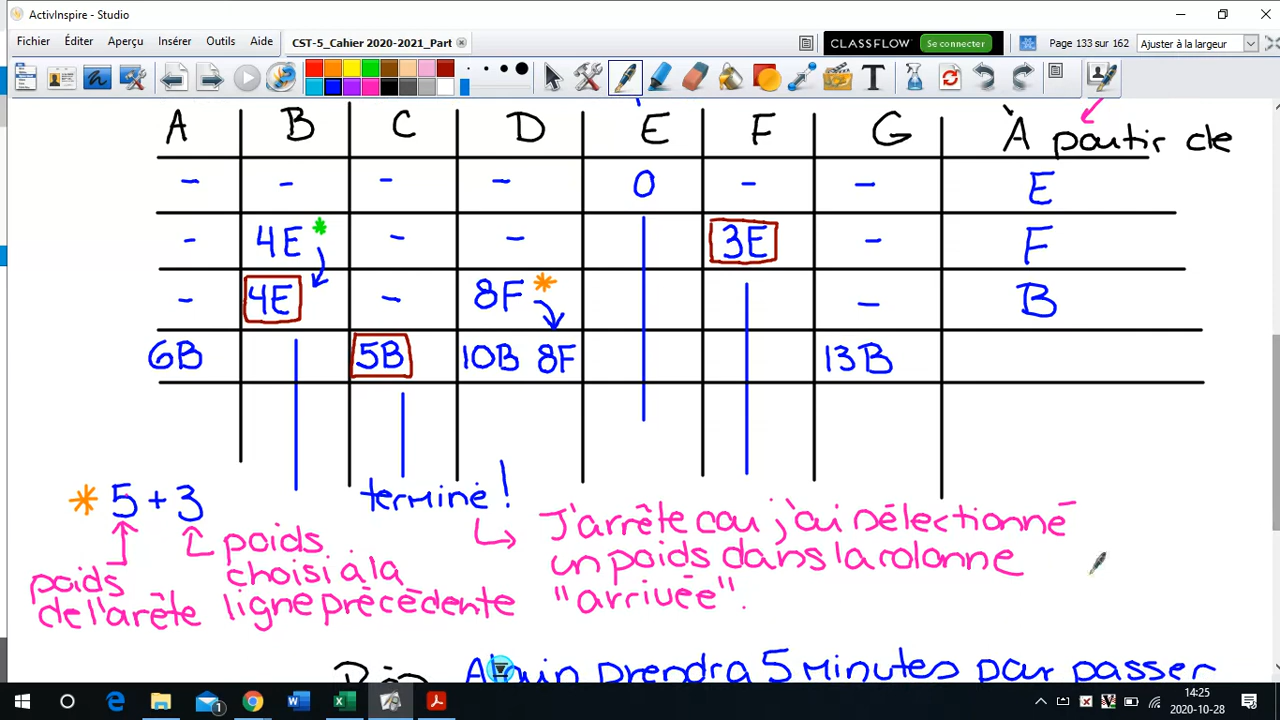 ActivInspire - Studio
Fichier Éditer Aperçu Insérer Outils Aide CST-5_Cahier 2020-2021_Part CLASSFLOW Se connecter Page 133 sur 162 Ajuster à la largeur
A B C D E F G À partir de
- - - - 0 - - E
- 4E* - - 3E - F
- 4E - 8F* - B
6B 5B 10B 8F 13B
* 5 + 3 terminé !
J'arrête car j'ai sélectionné
un poids dans la colonne
"arrivée".
poids
choisi à la
ligne précédente
poids
de l'arête
Rép Alain prendra 5 minutes pour passer
14:25
2020-10-28